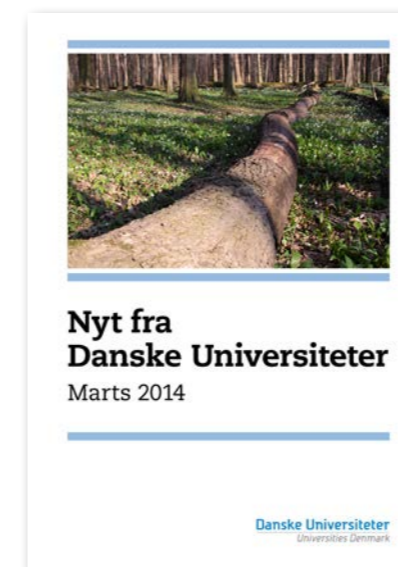 Nyt fra
Danske Universiteter
Marts 2014
Danske Universiteter
Universities Denmark